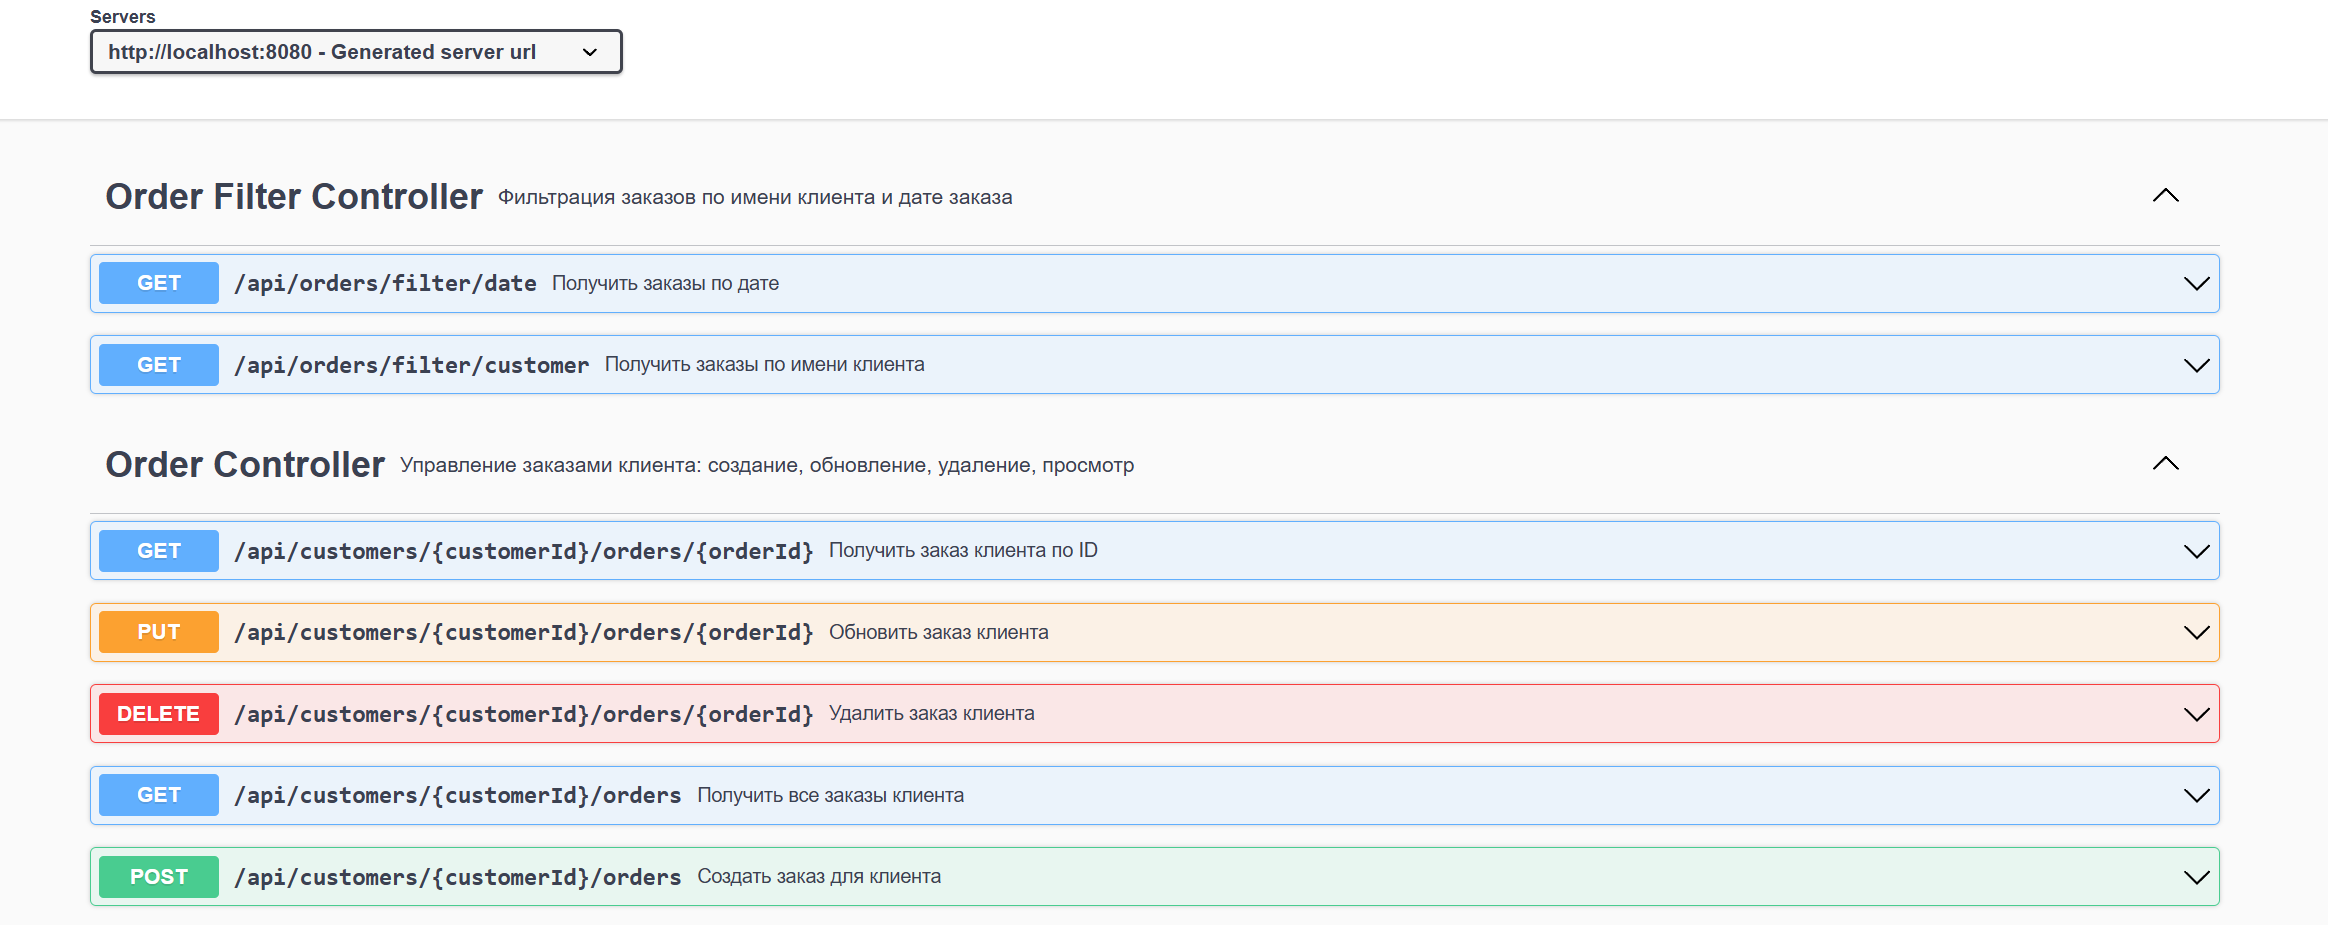 Servers
http://localhost:8080 - Generated server url
Order Filter Controller Фильтрация заказов по имени клиента и дате заказа
GET /api/orders/filter/date Получить заказы по дате
GET /api/orders/filter/customer Получить заказы по имени клиента
Order Controller Управление заказами клиента: создание, обновление, удаление, просмотр
GET /api/customers/{customerId}/orders/{orderId} Получить заказ клиента по ID
PUT /api/customers/{customerId}/orders/{orderId} Обновить заказ клиента
DELETE /api/customers/{customerId}/orders/{orderId} Удалить заказ клиента
GET /api/customers/{customerId}/orders Получить все заказы клиента
POST /api/customers/{customerId}/orders Создать заказ для клиента